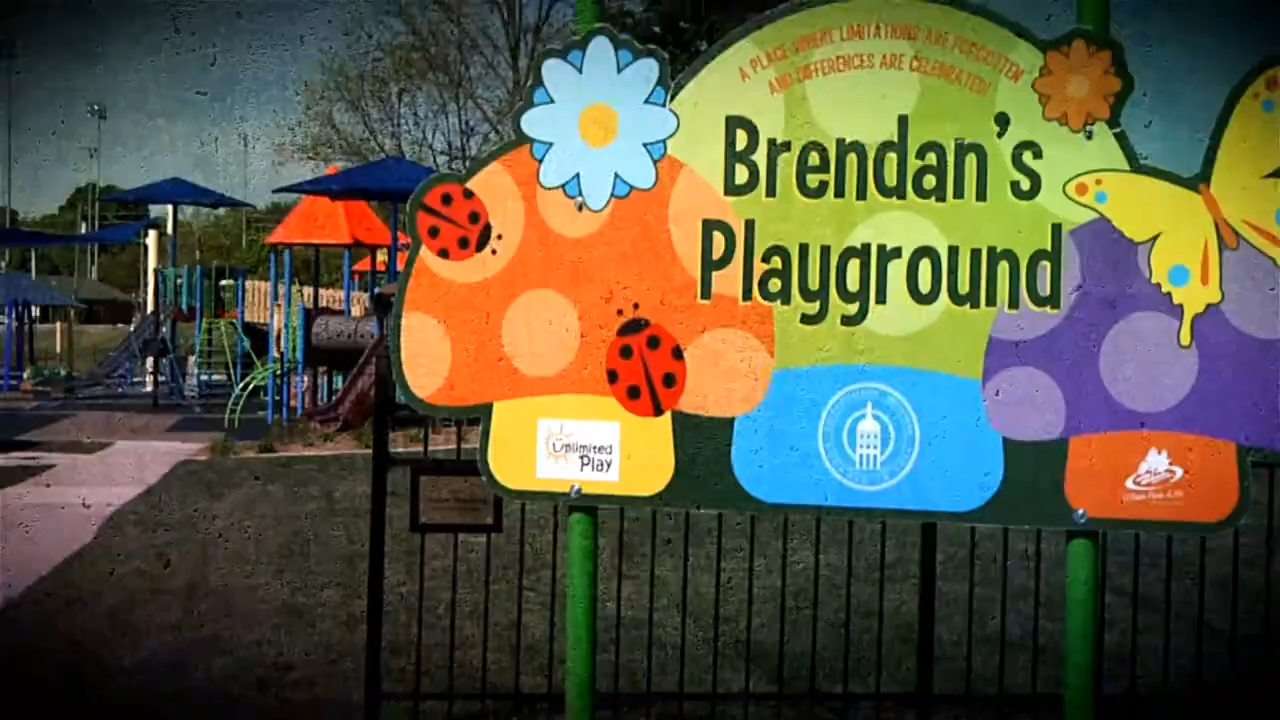 A PLACE WHERE LIMITATIONS ARE FORGOTTEN
AND DIFFERENCES ARE CELEBRATED!
Brendan's
Playground
Unlimited
Play